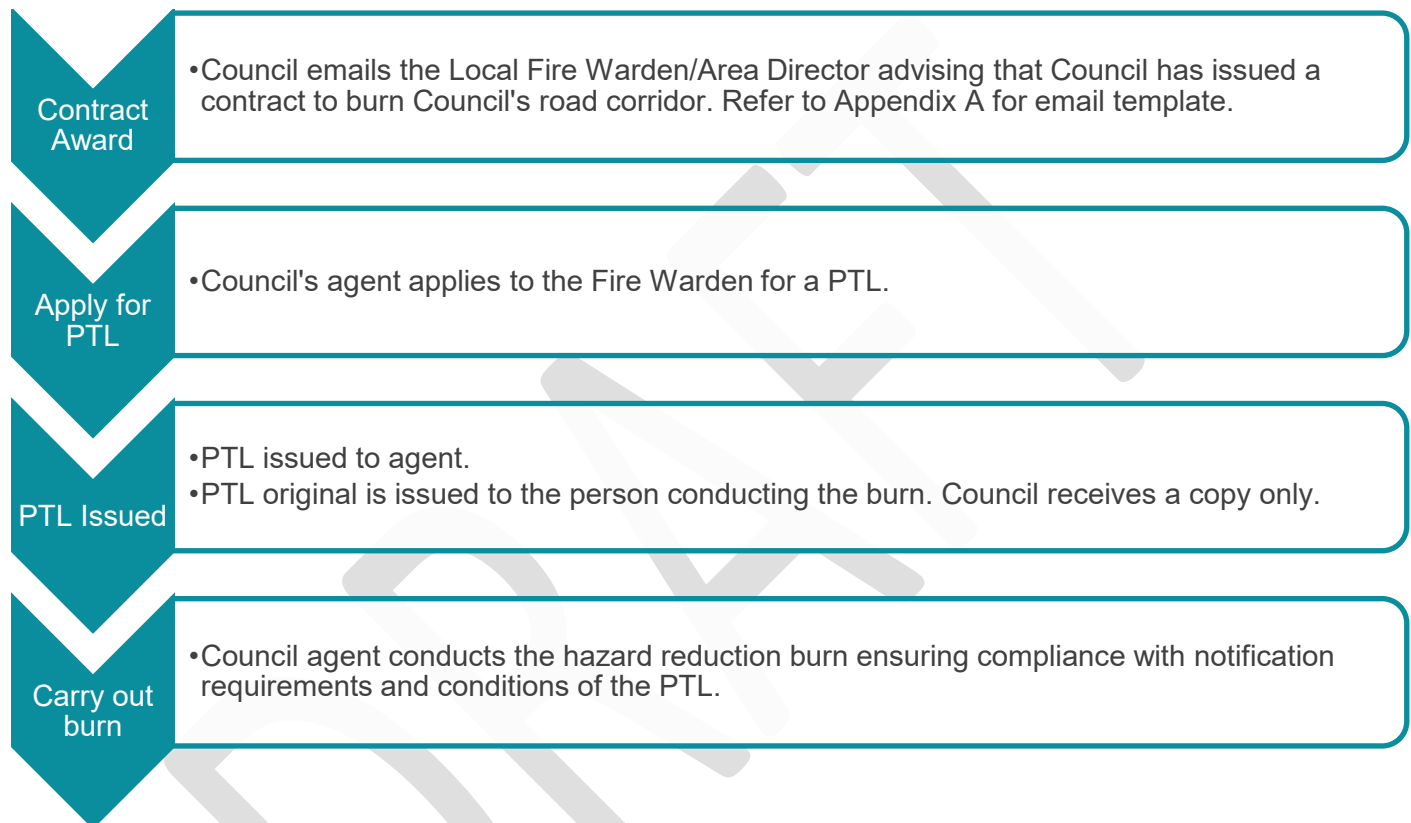 Contract
Award
•Council emails the Local Fire Warden/Area Director advising that Council has issued a
contract to burn Council's road corridor. Refer to Appendix A for email template.
Apply for
PTL
•Council's agent applies to the Fire Warden for a PTL.
PTL Issued
•PTL issued to agent.
•PTL original is issued to the person conducting the burn. Council receives a copy only.
Carry out
burn
•Council agent conducts the hazard reduction burn ensuring compliance with notification
requirements and conditions of the PTL.
DRAFT